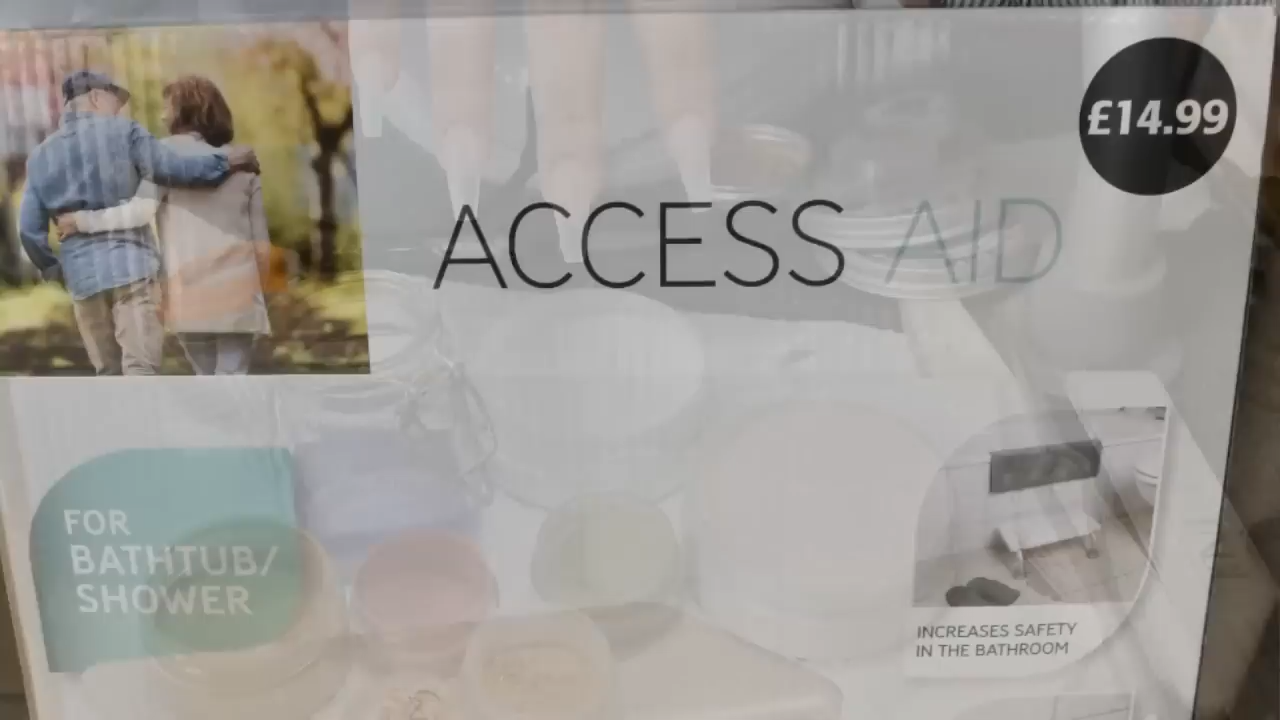 £14.99
ACCESS AID
FOR
BATHTUB/
SHOWER
INCREASES SAFETY
IN THE BATHROOM